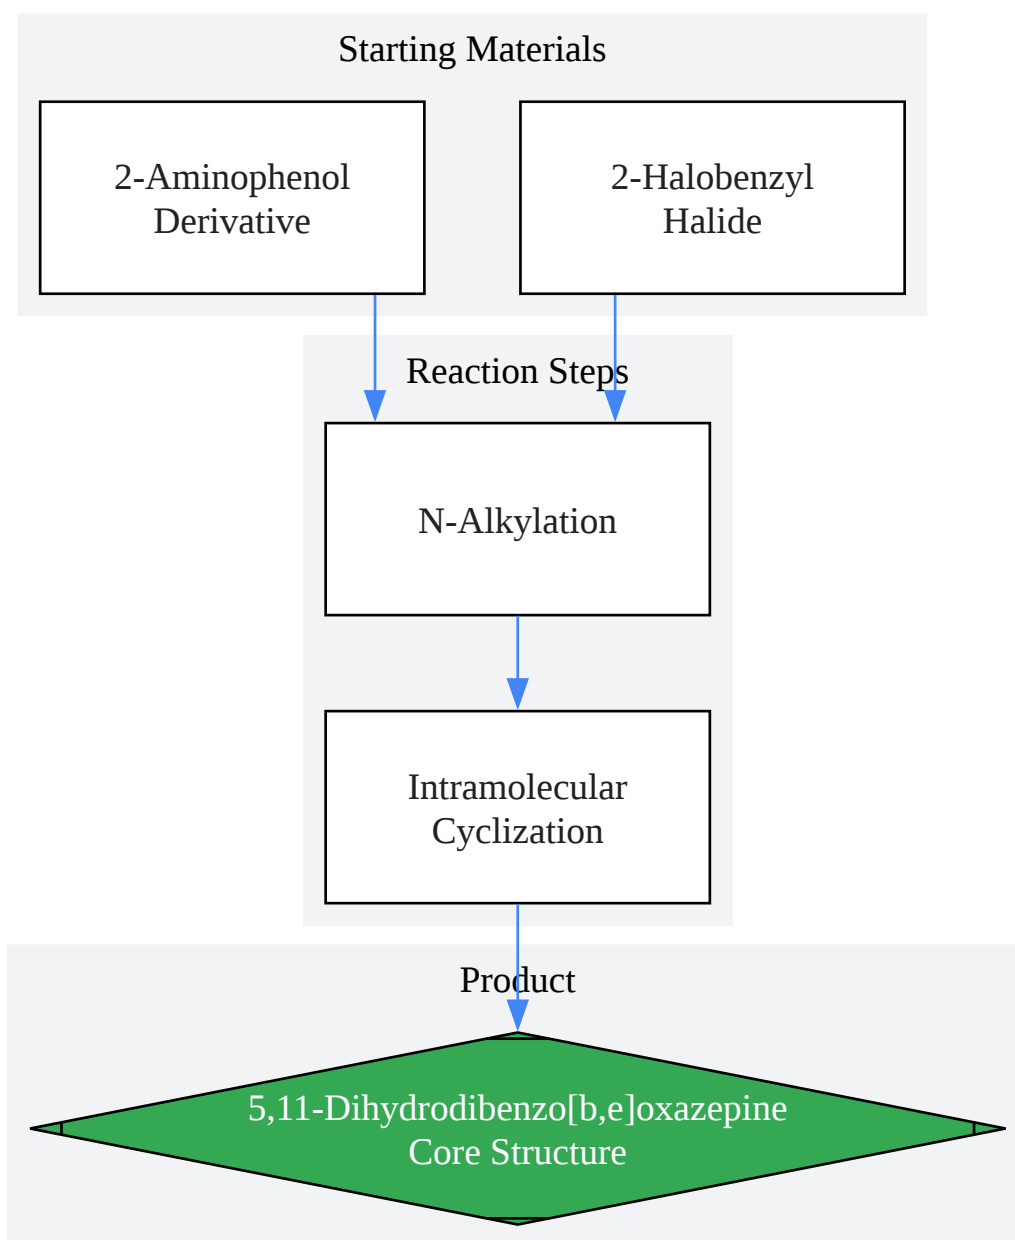 Starting Materials
2-Aminophenol
Derivative
2-Halobenzyl
Halide
Reaction Steps
N-Alkylation
Intramolecular
Cyclization
Product
5,11-Dihydrodibenzo[b,e]oxazepine
Core Structure